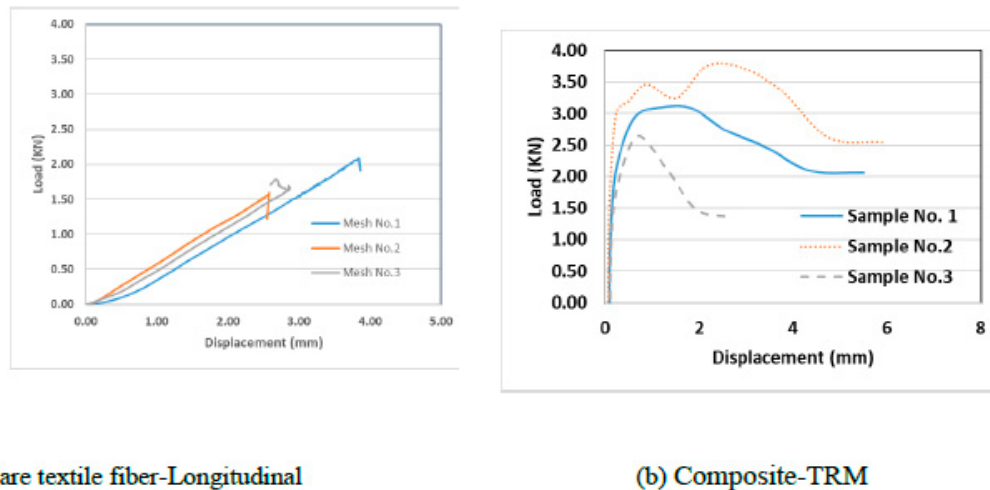 4.00
3.50
3.00
2.50
2.00
1.50
1.00
0.50
0.00
Load (KN)
0.00 1.00 2.00 3.00 4.00 5.00
Displacement (mm)
Mesh No.1
Mesh No.2
Mesh No.3
4.00
3.50
3.00
2.50
2.00
1.50
1.00
0.50
0.00
Load (KN)
0 2 4 6 8
Displacement (mm)
Sample No. 1
Sample No.2
Sample No.3
are textile fiber-Longitudinal
(b) Composite-TRM